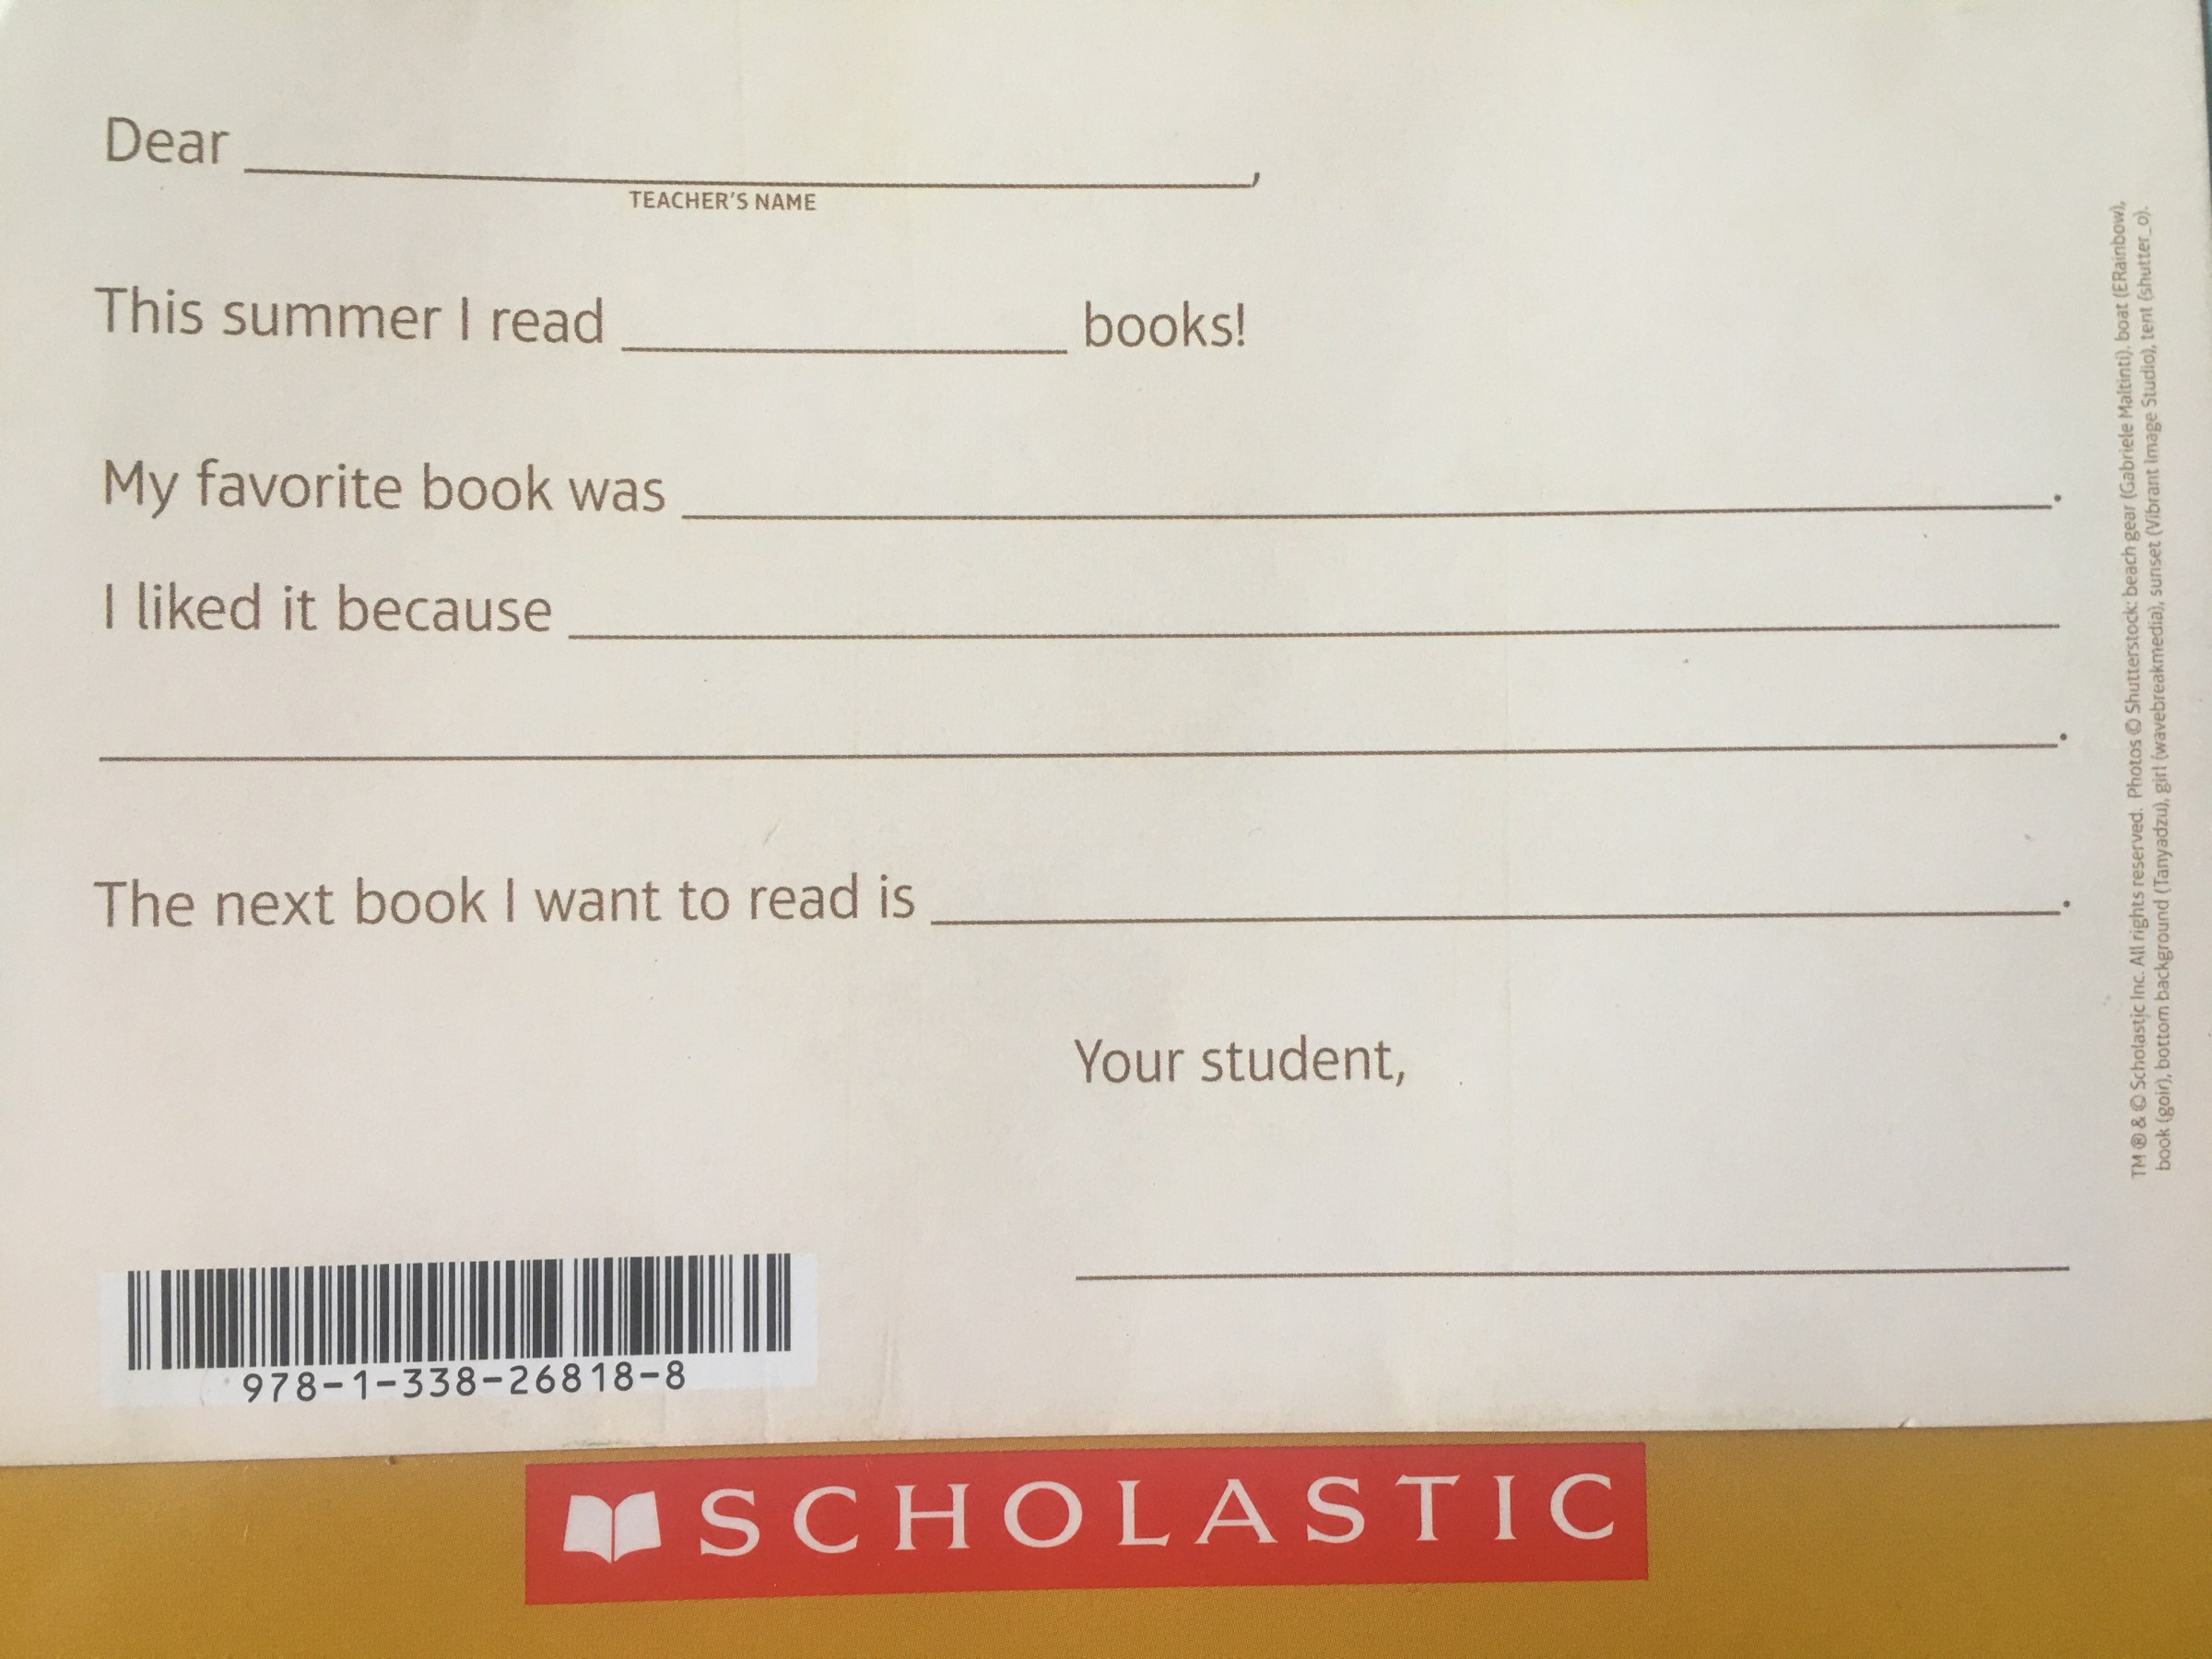 Dear ,
TEACHER'S NAME
This summer I read books!
My favorite book was .
I liked it because
.
The next book I want to read is .
Your student,
978-1-338-26818-8
SCHOLASTIC
TM ® & © Scholastic Inc. All rights reserved. Photos © Shutterstock: beach gear (Gabriele Maltinti), boat (ERainbow),
book (goir), bottom background (Tanyadzu), girl (wavebreakmedia), sunset (Vibrant Image Studio), tent (shutter_o).